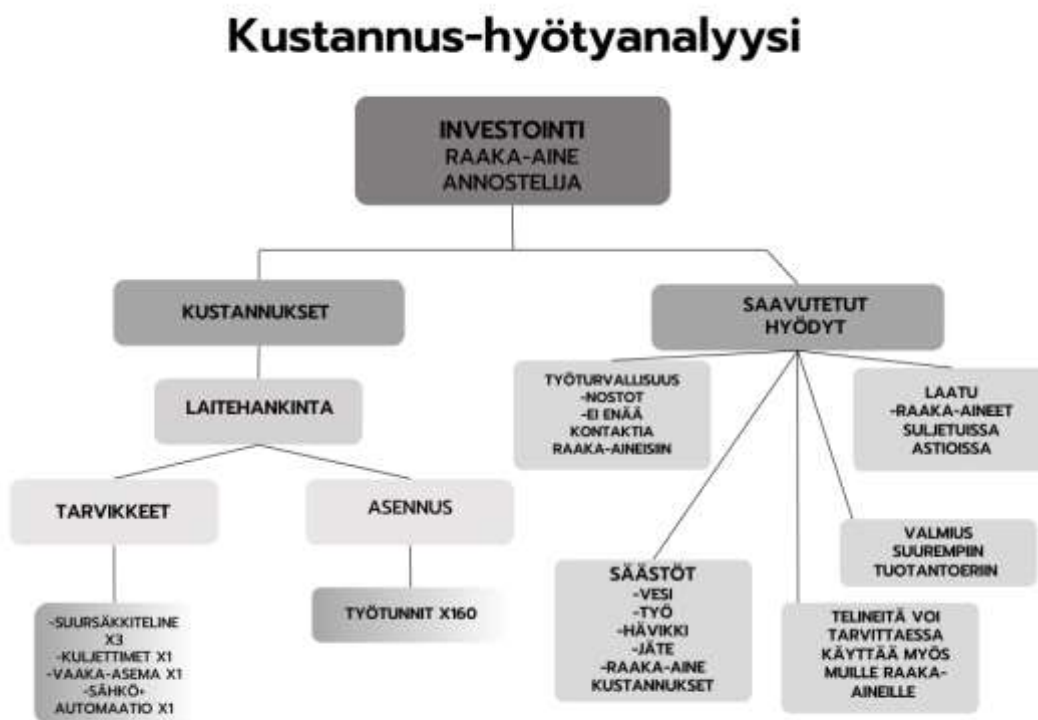 Kustannus-hyötyanalyysi
INVESTOINTI
RAAKA-AINE
ANNOSTELIJA
KUSTANNUKSET
SAAVUTETUT
HYÖDYT
LAITEHANKINTA
TYÖTURVALLISUUS
-NOSTOT
-EI ENÄÄ
KONTAKTIA
RAAKA-AINEISIIN
LAATU
-RAAKA-AINEET
SULJETUISSA
ASTIOISSA
TARVIKKEET
ASENNUS
VALMIUS
SUUREMPIIN
TUOTANTOERIIN
SÄÄSTÖT
-VESI
-TYÖ
-HÄVIKKI
-JÄTE
-RAAKA-AINE
KUSTANNUKSET
TELINEITÄ VOI
TARVITTAESSA
KÄYTTÄÄ MYÖS
MUILLE RAAKA-
AINEILLE
-SUURSÄKKITELINE
X3
-KULJETTIMET X1
-VAAKA-ASEMA X1
-SÄHKÖ+
AUTOMAATIO X1
TYÖTUNNIT X160